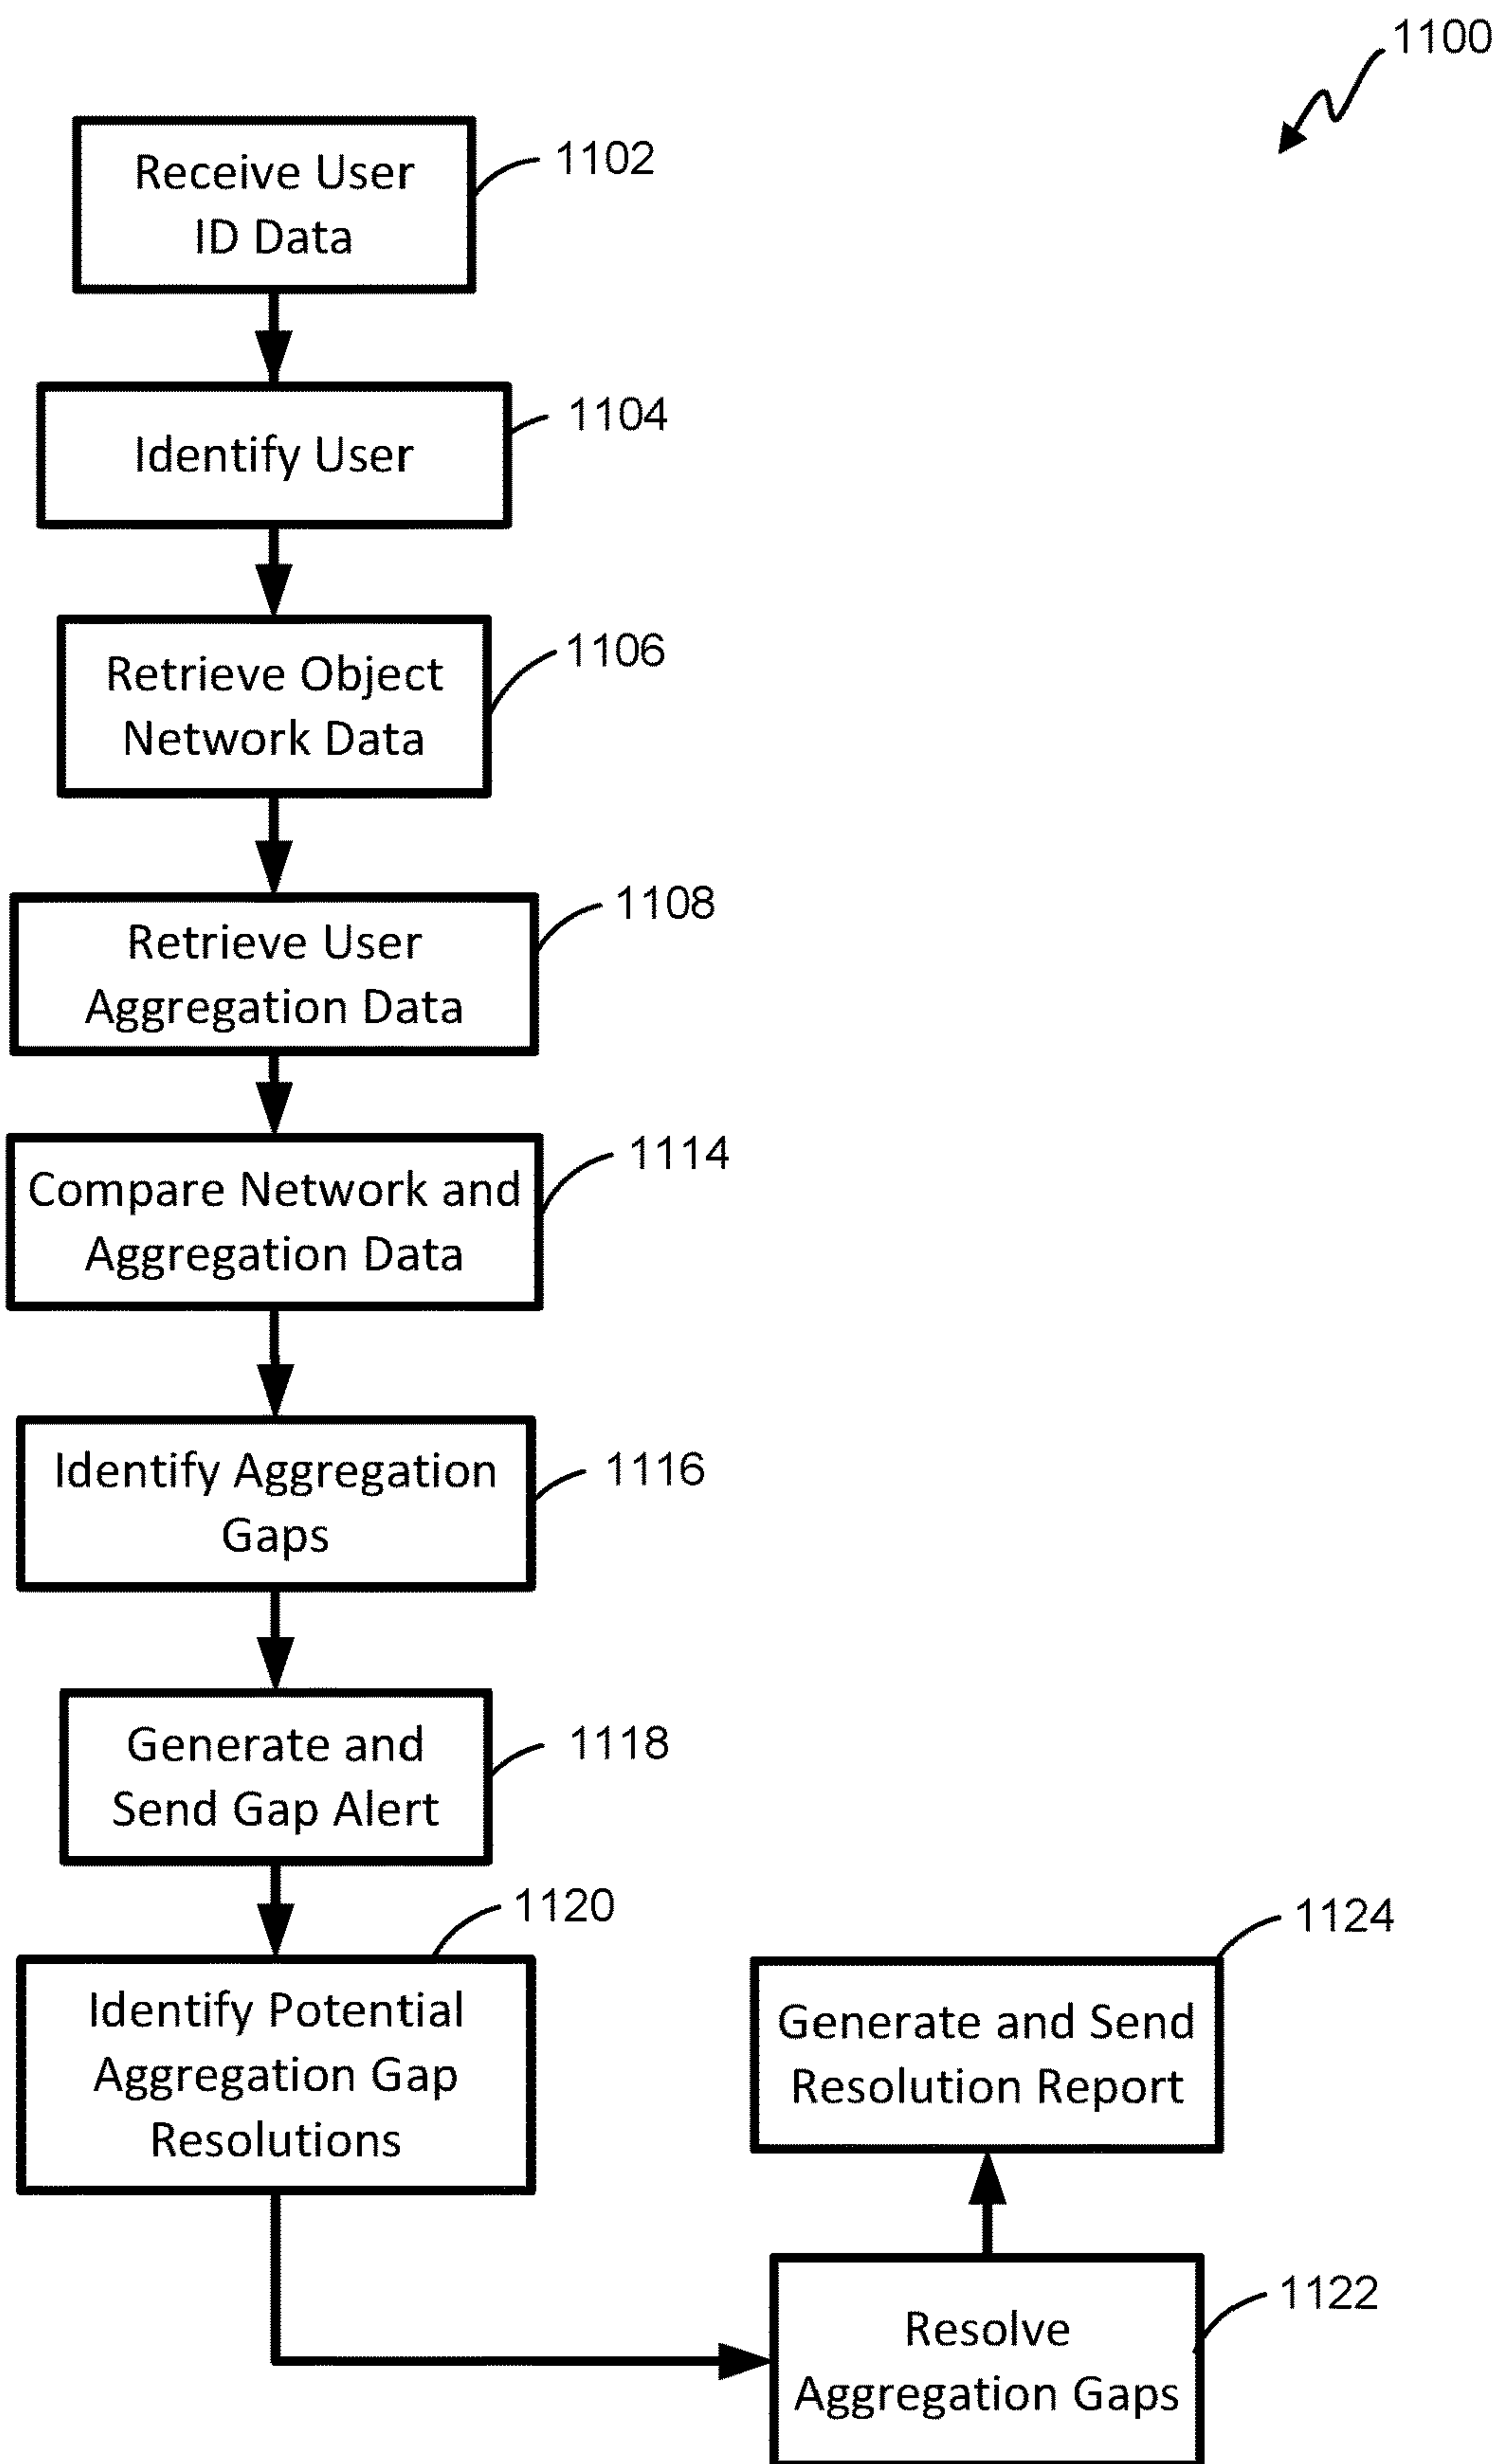 1100
Receive User
ID Data
1102
Identify User
1104
Retrieve Object
Network Data
1106
Retrieve User
Aggregation Data
1108
Compare Network and
Aggregation Data
1114
Identify Aggregation
Gaps
1116
Generate and
Send Gap Alert
1118
Identify Potential
Aggregation Gap
Resolutions
1120
Resolve
Aggregation Gaps
1122
Generate and Send
Resolution Report
1124